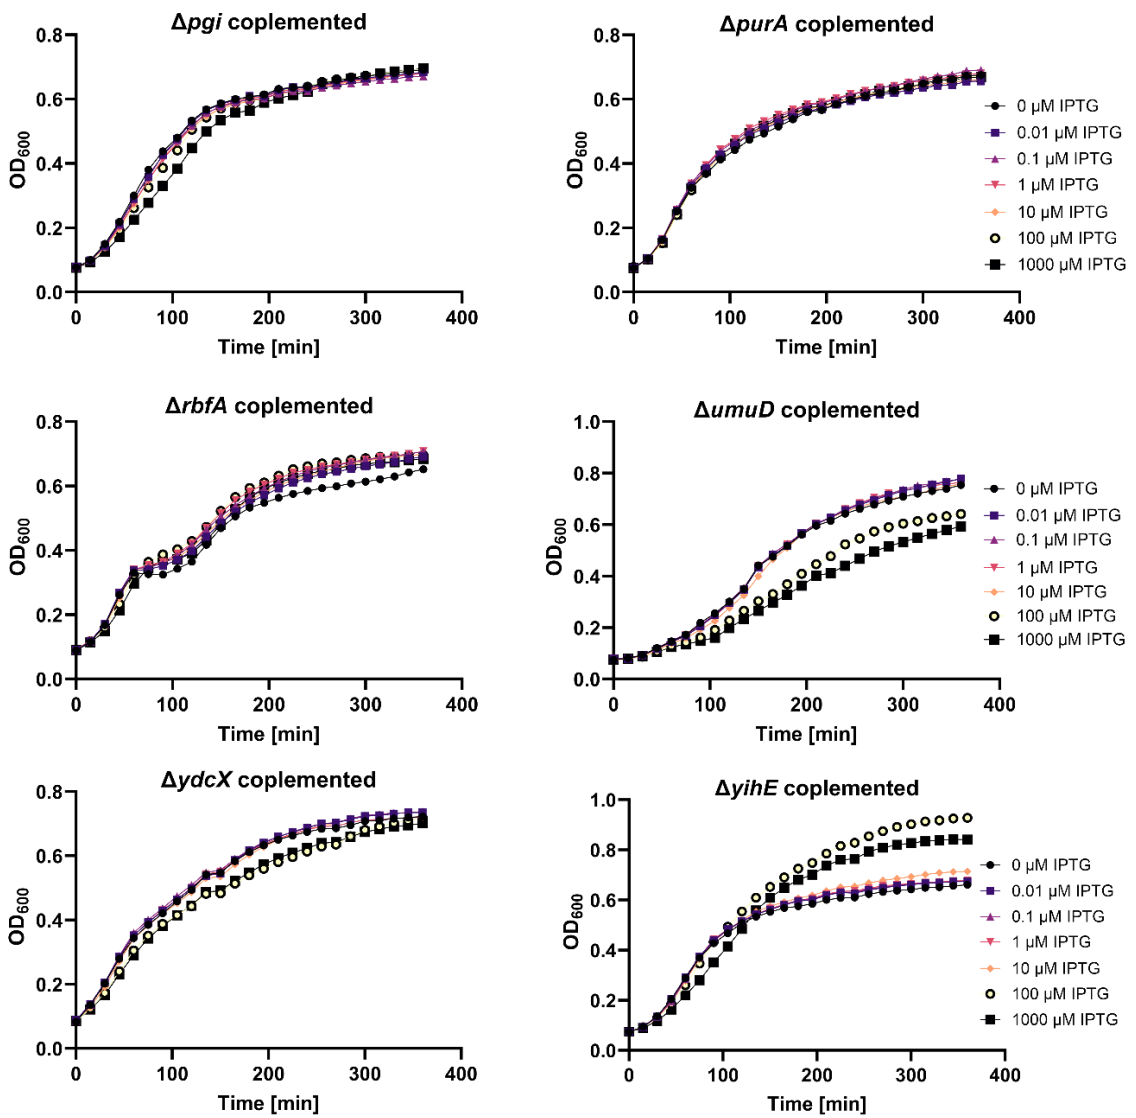 Δpgi coplemented
0.8
0.6
0.4
0.2
0.0
OD600
0 100 200 300 400
Time [min]
ΔpurA coplemented
0.8
0.6
0.4
0.2
0.0
OD600
0 100 200 300 400
Time [min]
0 µM IPTG
0.01 µM IPTG
0.1 µM IPTG
1 µM IPTG
10 µM IPTG
100 µM IPTG
1000 µM IPTG
ΔrbfA coplemented
0.8
0.6
0.4
0.2
0.0
OD600
0 100 200 300 400
Time [min]
ΔumuD coplemented
1.0
0.8
0.6
0.4
0.2
0.0
OD600
0 100 200 300 400
Time [min]
0 µM IPTG
0.01 µM IPTG
0.1 µM IPTG
1 µM IPTG
10 µM IPTG
100 µM IPTG
1000 µM IPTG
ΔydcX coplemented
0.8
0.6
0.4
0.2
0.0
OD600
0 100 200 300 400
Time [min]
ΔyihE coplemented
1.0
0.8
0.6
0.4
0.2
0.0
OD600
0 100 200 300 400
Time [min]
0 µM IPTG
0.01 µM IPTG
0.1 µM IPTG
1 µM IPTG
10 µM IPTG
100 µM IPTG
1000 µM IPTG